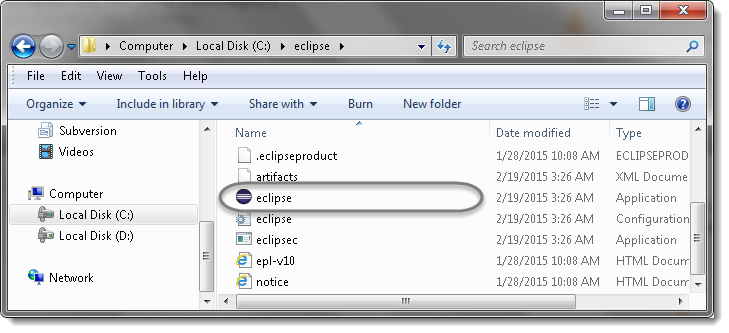 Computer Local Disk (C:) eclipse Search eclipse
File Edit View Tools Help
Organize Include in library Share with Burn New folder
Name Date modified Type
Subversion
Videos
Computer
Local Disk (C:)
Local Disk (D:)
Network
.eclipseproduct 1/28/2015 10:08 AM ECLIPSEPROD
artifacts 2/19/2015 3:26 AM XML Docume
eclipse 2/19/2015 3:26 AM Application
eclipse 2/19/2015 3:26 AM Configuration
eclipsec 2/19/2015 3:26 AM Application
epl-v10 1/28/2015 10:08 AM HTML Docum
notice 1/28/2015 10:08 AM HTML Docum